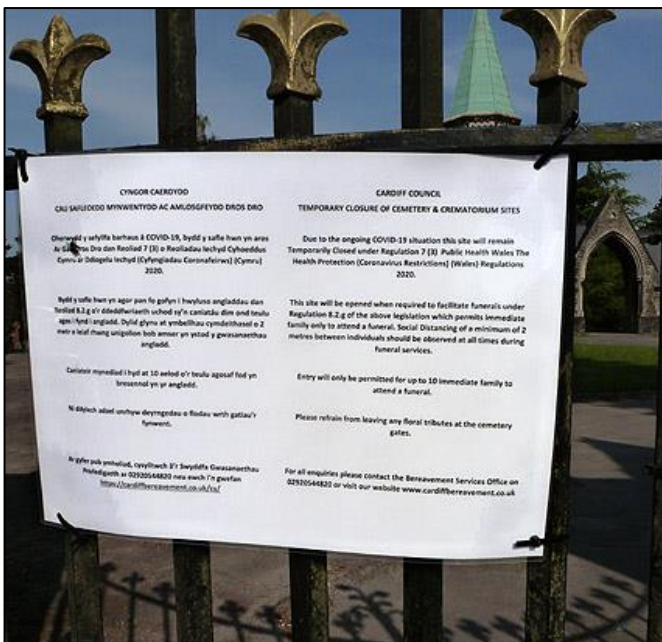 CYNGOR CAERDYDD
CAU SAFLEOEDD MYNWENTYDD AC AMLOSGFEYDD DROS DRO
Oherwydd y sefyllfa barhaus â COVID-19, bydd y safle hwn yn aros
Ar Gau Dros Dro dan Reoliad 7 (3) o Reoliadau Iechyd Cyhoeddus
Cymru ar Ddiogelu Iechyd (Cyfyngiadau Coronafeirws) (Cymru)
2020.
Bydd y safle hwn yn agor pan fo gofyn i hwyluso angladdau dan
Reoliad 8.2.g o'r ddeddfwriaeth uchod sy'n caniatáu dim ond teulu
agos i fynd i angladd. Dylid glynu at ymbellhau cymdeithasol o 2
metr o leiaf rhwng unigolion bob amser yn ystod y gwasanaethau
angladd.
Caniateir mynediad i hyd at 10 aelod o'r teulu agosaf fod yn
bresennol yn yr angladd.
Ni ddylech adael unrhyw deyrngedau o flodau wrth gatiau'r
fynwent.
Ar gyfer pob ymholiad, cysylltwch â'r Swyddfa Gwasanaethau
Profedigaeth ar 02920544820 neu ewch i'n gwefan
https://cardiffbereavement.co.uk/cy/
CARDIFF COUNCIL
TEMPORARY CLOSURE OF CEMETERY & CREMATORIUM SITES
Due to the ongoing COVID-19 situation this site will remain
Temporarily Closed under Regulation 7 (3) Public Health Wales The
Health Protection (Coronavirus Restrictions) (Wales) Regulations
2020.
This site will be opened when required to facilitate funerals under
Regulation 8.2.g of the above legislation which permits immediate
family only to attend a funeral. Social Distancing of a minimum of 2
metres between individuals should be observed at all times during
funeral services.
Entry will only be permitted for up to 10 immediate family to
attend a funeral.
Please refrain from leaving any floral tributes at the cemetery
gates.
For all enquiries please contact the Bereavement Services Office on
02920544820 or visit our website www.cardiffbereavement.co.uk